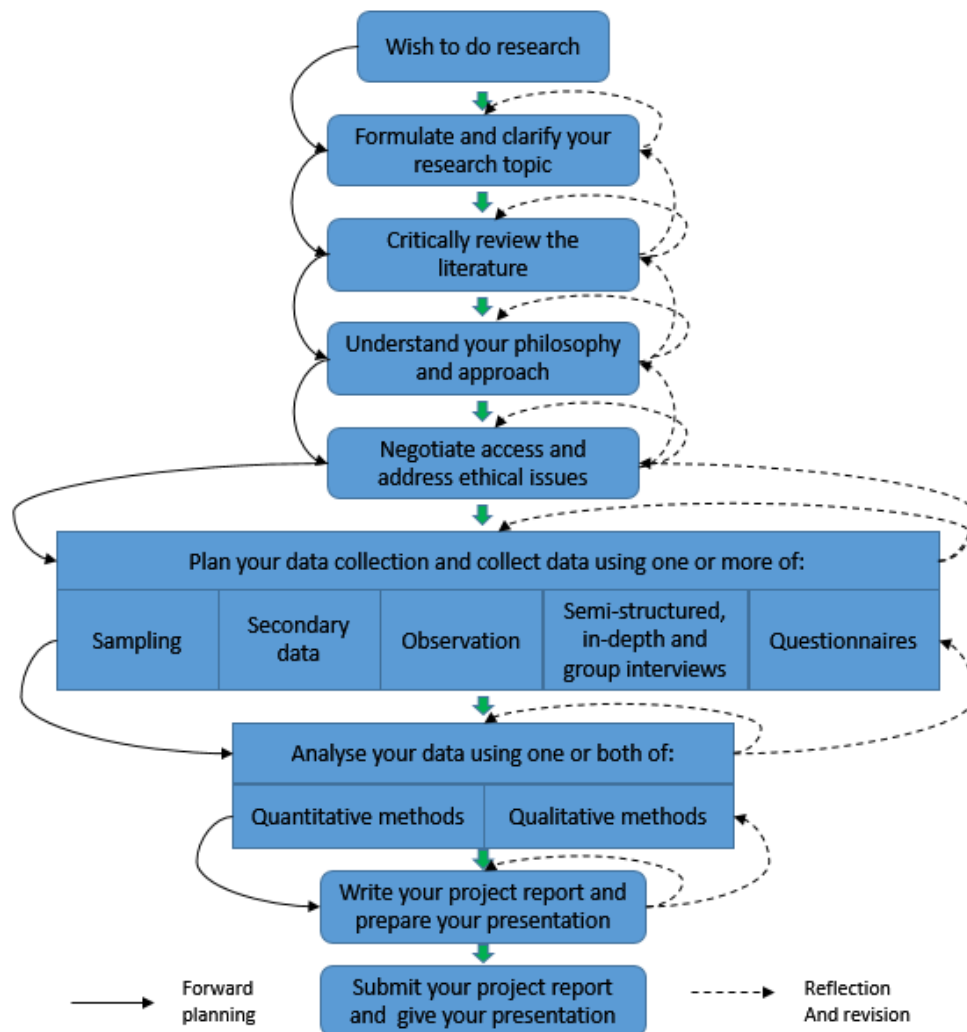 Wish to do research
Formulate and clarify your
research topic
Critically review the
literature
Understand your philosophy
and approach
Negotiate access and
address ethical issues
Plan your data collection and collect data using one or more of:
Sampling
Secondary
data
Observation
Semi-structured,
in-depth and
group interviews
Questionnaires
Analyse your data using one or both of:
Quantitative methods
Qualitative methods
Write your project report and
prepare your presentation
Submit your project report
and give your presentation
Forward
planning
Reflection
And revision